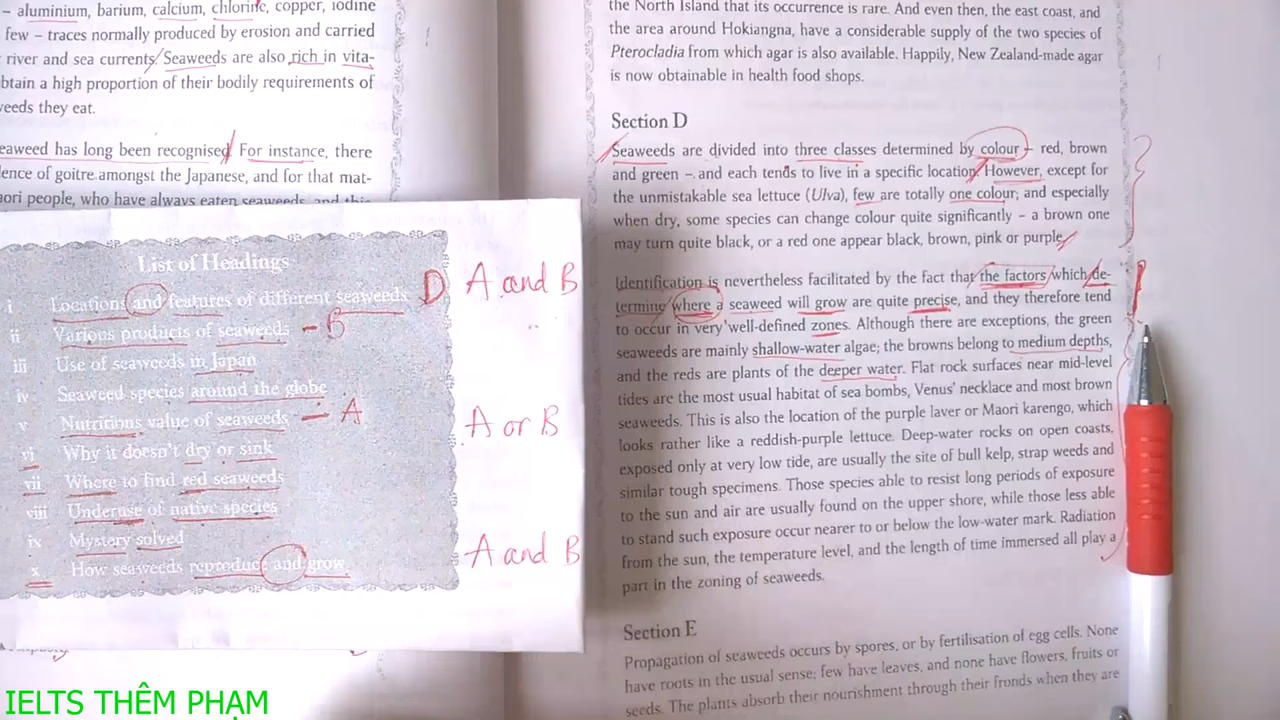 – aluminium, barium, calcium, chlorine, copper, iodine
few – traces normally produced by erosion and carried
river and sea currents. Seaweeds are also rich in vita-
btain a high proportion of their bodily requirements of
weeds they eat.
eaweed has long been recognised. For instance, there
lence of goitre amongst the Japanese, and for that mat-
aori people, who have always eaten seaweeds, and this
List of Headings
i Locations and features of different seaweeds D
ii Various products of seaweeds – B
iii Use of seaweeds in Japan
iv Seaweed species around the globe
v Nutritious value of seaweeds – A
vi Why it doesn't dry or sink
vii Where to find red seaweeds
viii Underuse of native species
ix Mystery solved
x How seaweeds reproduce and grow
A and B
A or B
A and B
the North Island that its occurrence is rare. And even then, the east coast, and
the area around Hokiangna, have a considerable supply of the two species of
Pterocladia from which agar is also available. Happily, New Zealand-made agar
is now obtainable in health food shops.
Section D
Seaweeds are divided into three classes determined by colour – red, brown
and green – and each tends to live in a specific location. However, except for
the unmistakable sea lettuce (Ulva), few are totally one colour; and especially
when dry, some species can change colour quite significantly – a brown one
may turn quite black, or a red one appear black, brown, pink or purple.
Identification is nevertheless facilitated by the fact that the factors which de-
termine where a seaweed will grow are quite precise, and they therefore tend
to occur in very well-defined zones. Although there are exceptions, the green
seaweeds are mainly shallow-water algae; the browns belong to medium depths,
and the reds are plants of the deeper water. Flat rock surfaces near mid-level
tides are the most usual habitat of sea bombs, Venus' necklace and most brown
seaweeds. This is also the location of the purple laver or Maori karengo, which
looks rather like a reddish-purple lettuce. Deep-water rocks on open coasts,
exposed only at very low tide, are usually the site of bull kelp, strap weeds and
similar tough specimens. Those species able to resist long periods of exposure
to the sun and air are usually found on the upper shore, while those less able
to stand such exposure occur nearer to or below the low-water mark. Radiation
from the sun, the temperature level, and the length of time immersed all play a
part in the zoning of seaweeds.
Section E
Propagation of seaweeds occurs by spores, or by fertilisation of egg cells. None
have roots in the usual sense; few have leaves, and none have flowers, fruits or
seeds. The plants absorb their nourishment through their fronds when they are
IELTS THÊM PHẠM